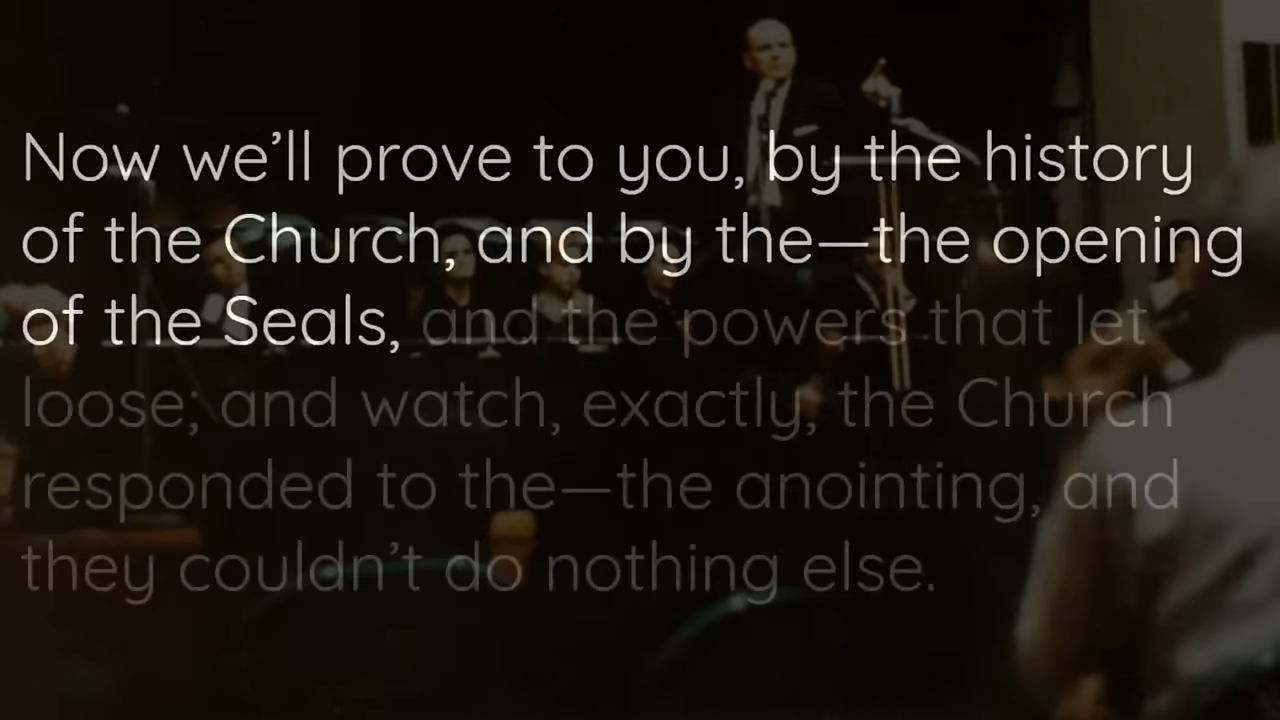 Now we’ll prove to you, by the history
of the Church, and by the—the opening
of the Seals, and the powers that let
loose; and watch, exactly, the Church
responded to the—the anointing, and
they couldn’t do nothing else.